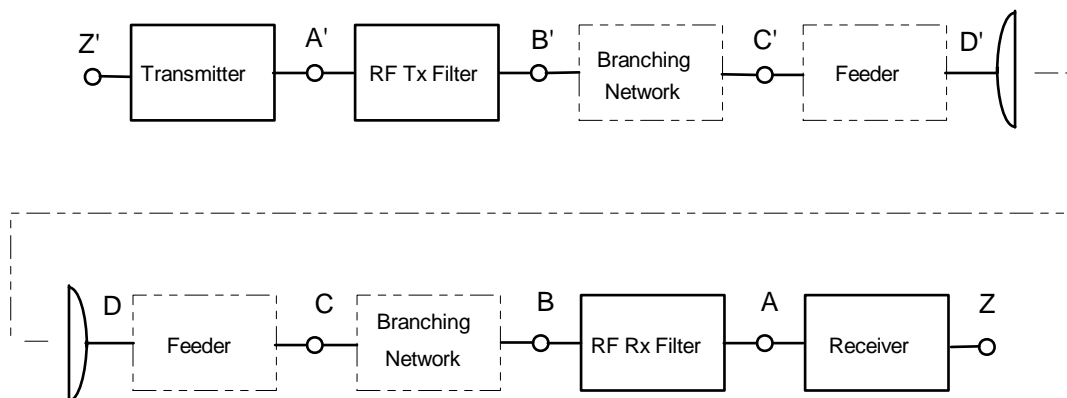 Z'
Transmitter
A'
RF Tx Filter
B'
Branching
Network
C'
Feeder
D'
D
Feeder
C
Branching
Network
B
RF Rx Filter
A
Receiver
Z